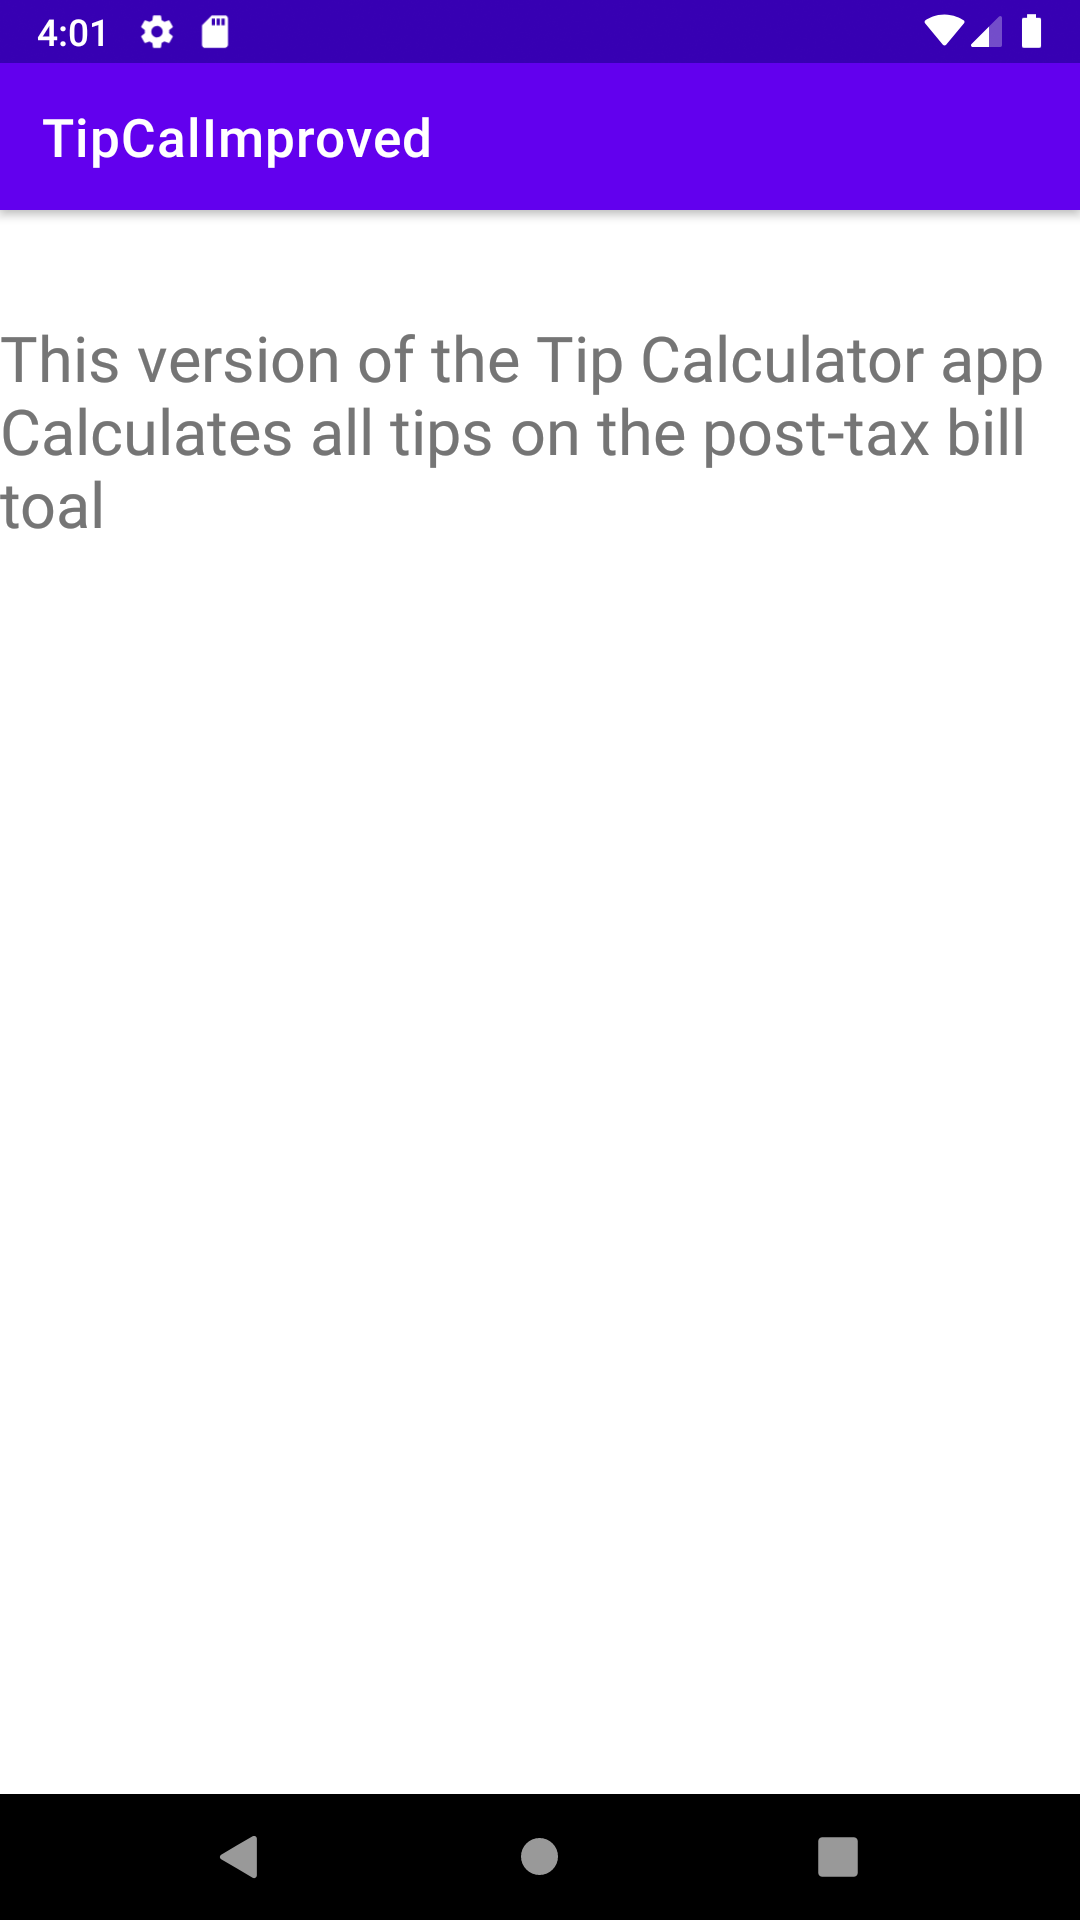 4:01
TipCalImproved
This version of the Tip Calculator app
Calculates all tips on the post-tax bill
toal